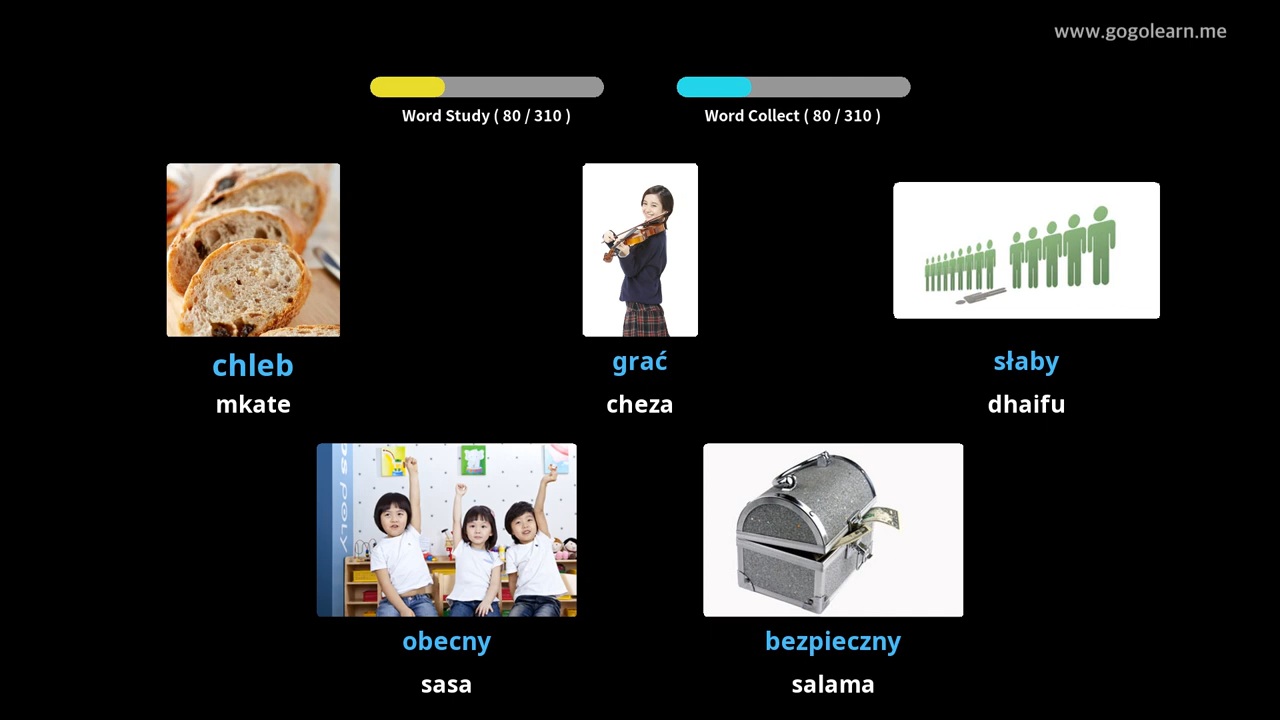 www.gogolearn.me
Word Study ( 80 / 310 )
Word Collect ( 80 / 310 )
chleb
mkate
grać
cheza
słaby
dhaifu
obecny
sasa
bezpieczny
salama